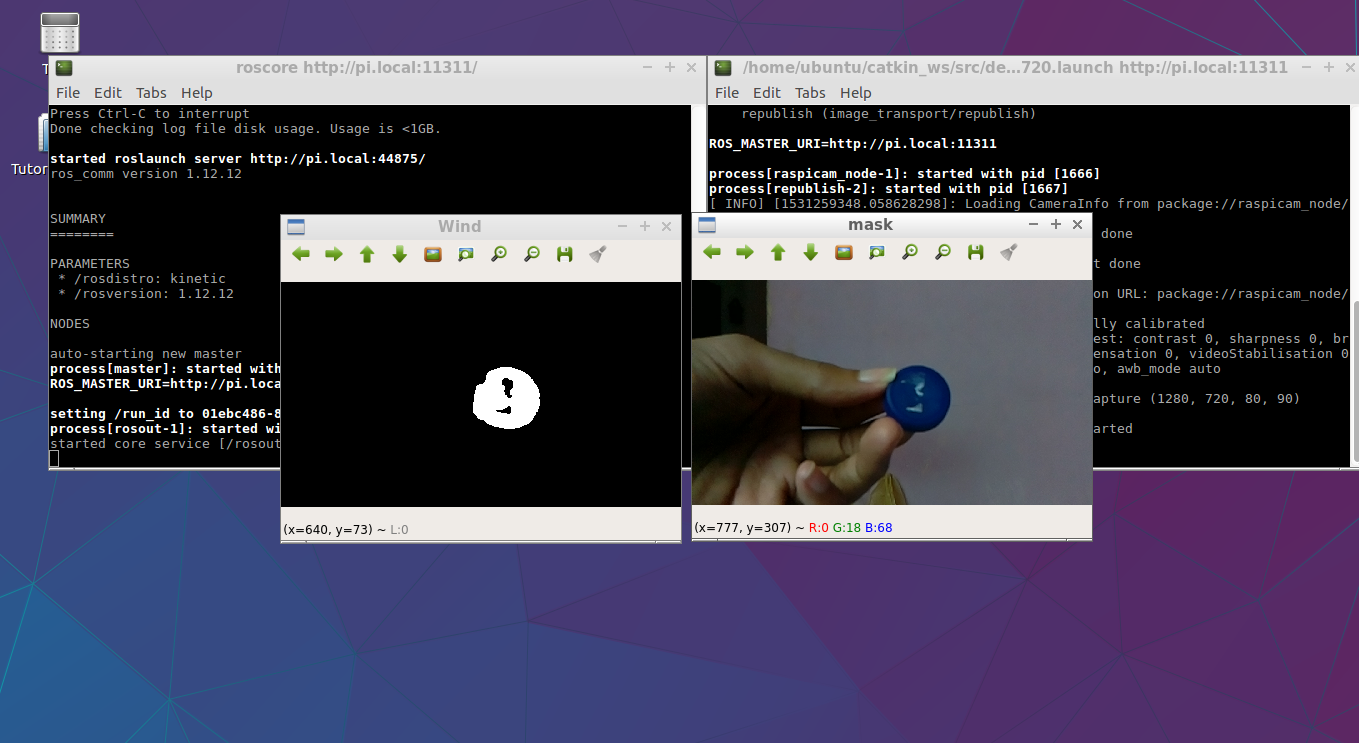 T
Tutor
roscore http://pi.local:11311/
File Edit Tabs Help
Press Ctrl-C to interrupt
Done checking log file disk usage. Usage is <1GB.
started roslaunch server http://pi.local:44875/
ros_comm version 1.12.12
SUMMARY
========
PARAMETERS
* /rosdistro: kinetic
* /rosversion: 1.12.12
NODES
auto-starting new master
process[master]: started with
ROS_MASTER_URI=http://pi.loca
setting /run_id to 01ebc486-8
process[rosout-1]: started wi
started core service [/rosout
/home/ubuntu/catkin_ws/src/de...720.launch http://pi.local:11311
File Edit Tabs Help
republish (image_transport/republish)
ROS_MASTER_URI=http://pi.local:11311
process[raspicam_node-1]: started with pid [1666]
process[republish-2]: started with pid [1667]
[ INFO] [1531259348.058628298]: Loading CameraInfo from package://raspicam_node/
done
t done
on URL: package://raspicam_node/
lly calibrated
est: contrast 0, sharpness 0, br
ensation 0, videoStabilisation 0
o, awb_mode auto
apture (1280, 720, 80, 90)
arted
Wind
(x=640, y=73) ~ L:0
mask
(x=777, y=307) ~ R:0 G:18 B:68